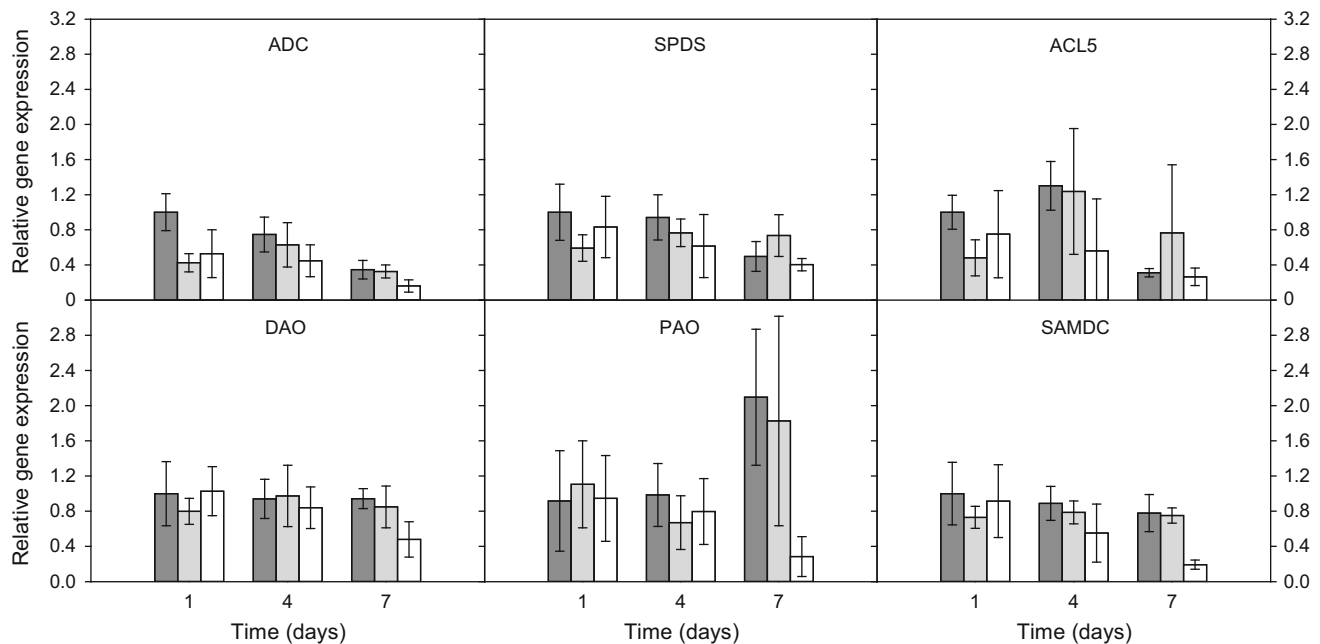 3.2 ADC SPDS ACL5 3.2
2.8 2.8
2.4 2.4
2.0 2.0
1.6 1.6
1.2 1.2
0.8 0.8
0.4 0.4
0 0
Relative gene expression
DAO PAO SAMDC
2.8 2.8
2.4 2.4
2.0 2.0
1.6 1.6
1.2 1.2
0.8 0.8
0.4 0.4
0.0 0.0
Relative gene expression
1 4 7 1 4 7 1 4 7
Time (days) Time (days) Time (days)